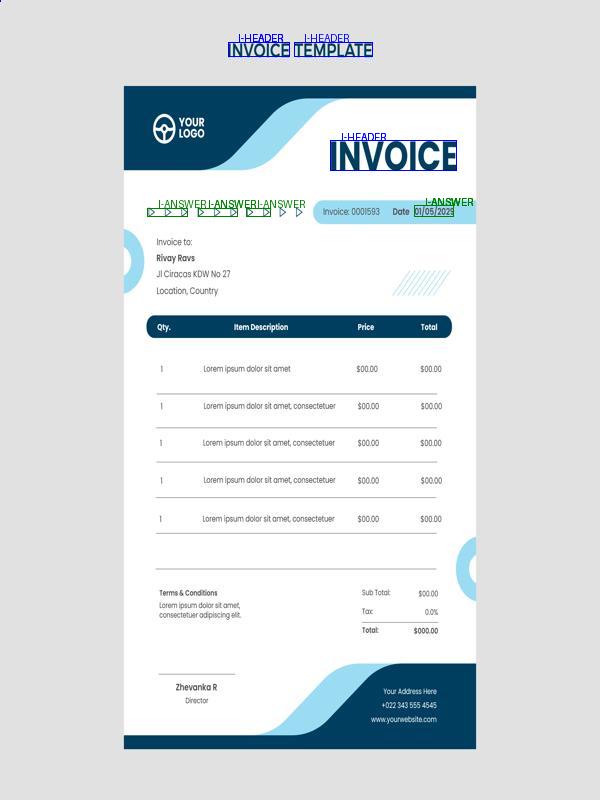 I-HEADER I-HEADER
INVOICE TEMPLATE
YOUR
LOGO
I-HEADER
INVOICE
I-ANSWER I-ANSWER I-ANSWER I-ANSWER
Invoice: 0001593 Date 01/05/2023
Invoice to:
Rivay Ravs
Jl Ciracas KDW No 27
Location, Country
Qty. Item Description Price Total
1 Lorem ipsum dolor sit amet $00.00 $00.00
1 Lorem ipsum dolor sit amet, consectetuer $00.00 $00.00
1 Lorem ipsum dolor sit amet, consectetuer $00.00 $00.00
1 Lorem ipsum dolor sit amet, consectetuer $00.00 $00.00
1 Lorem ipsum dolor sit amet, consectetuer $00.00 $00.00
Terms & Conditions
Lorem ipsum dolor sit amet,
consectetuer adipiscing elit.
Sub Total: $00.00
Tax: 0.0%
Total: $000.00
Zhevanka R
Director
Your Address Here
+022 343 555 4545
www.yourwebsite.com